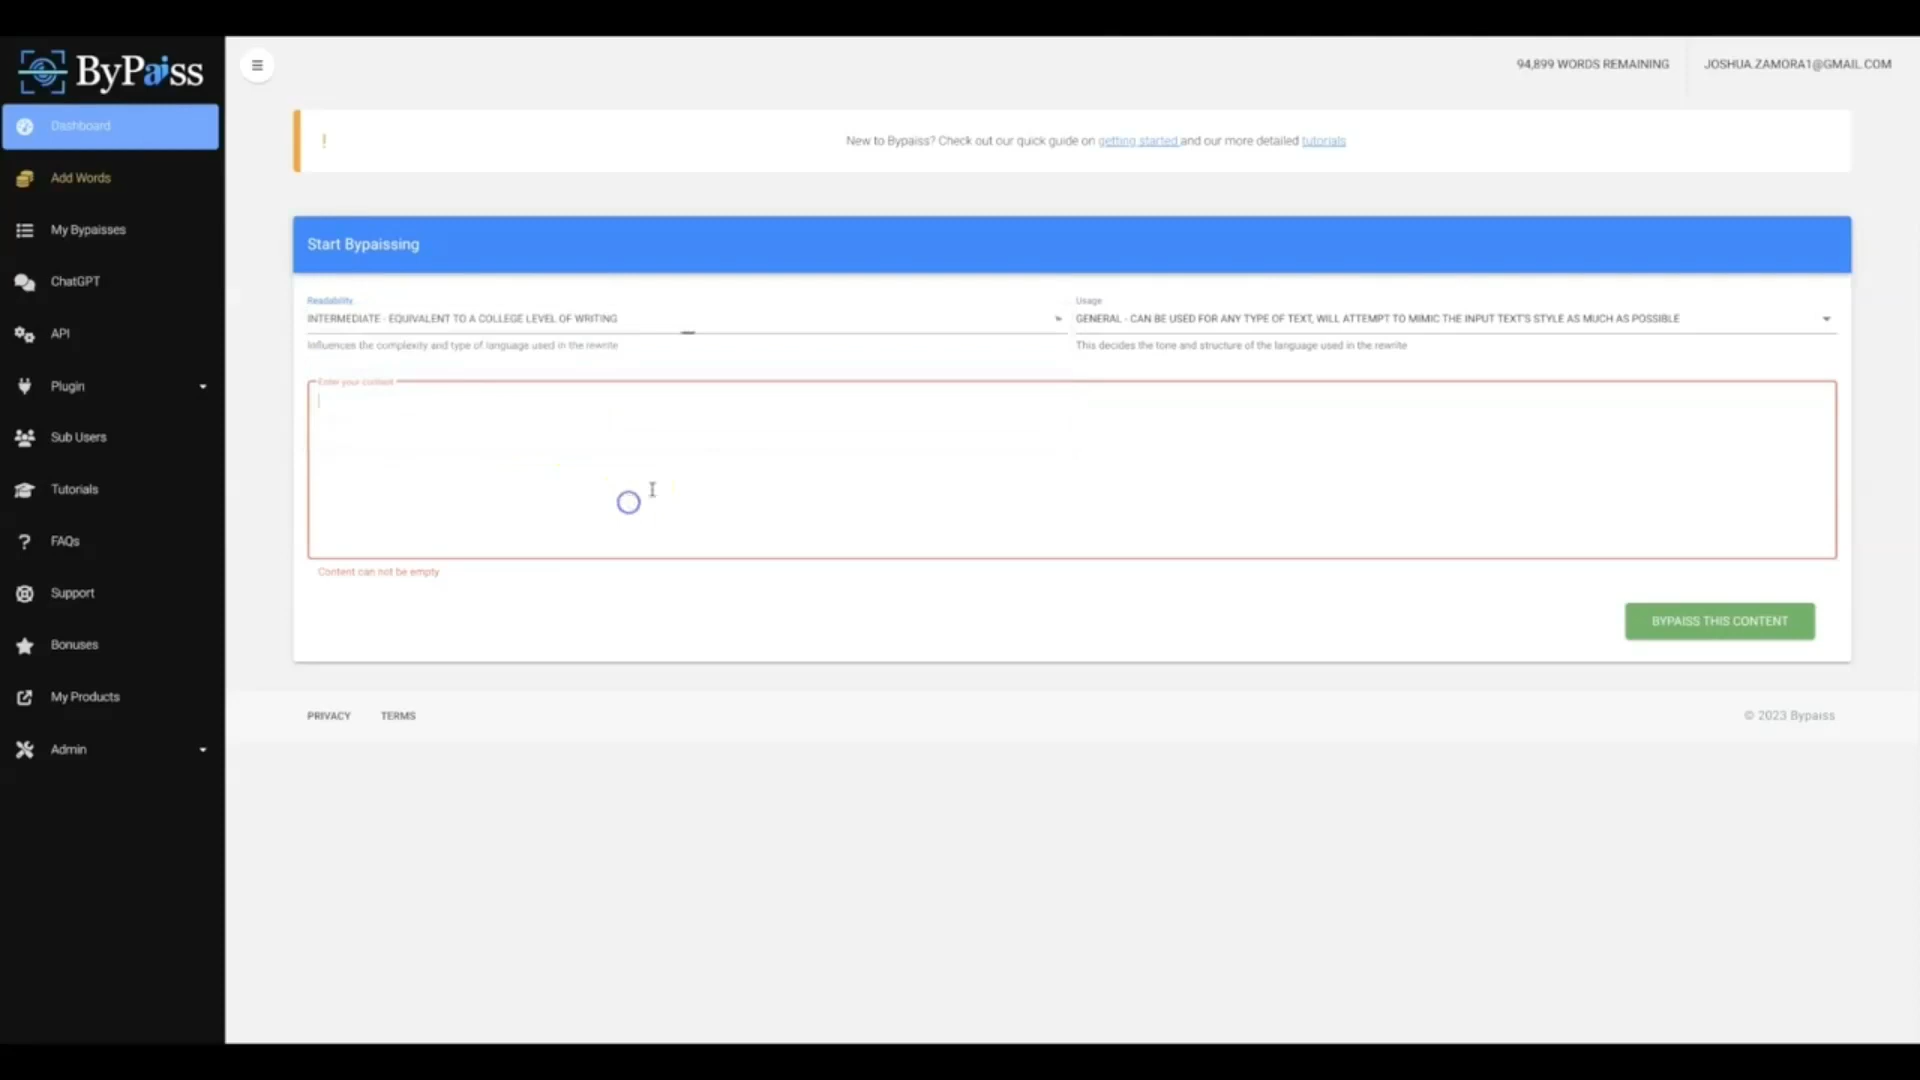 ByPaiss
94,899 WORDS REMAINING
JOSHUA.ZAMORA1@GMAIL.COM
Dashboard
Add Words
My Bypaisses
ChatGPT
API
Plugin
Sub Users
Tutorials
FAQs
Support
Bonuses
My Products
Admin
New to Bypaiss? Check out our quick guide on getting started and our more detailed tutorials
Start Bypaissing
Readability
INTERMEDIATE - EQUIVALENT TO A COLLEGE LEVEL OF WRITING
Influences the complexity and type of language used in the rewrite
Usage
GENERAL - CAN BE USED FOR ANY TYPE OF TEXT, WILL ATTEMPT TO MIMIC THE INPUT TEXT'S STYLE AS MUCH AS POSSIBLE
This decides the tone and structure of the language used in the rewrite
Enter your content
Content can not be empty
BYPAISS THIS CONTENT
PRIVACY
TERMS
© 2023 Bypaiss